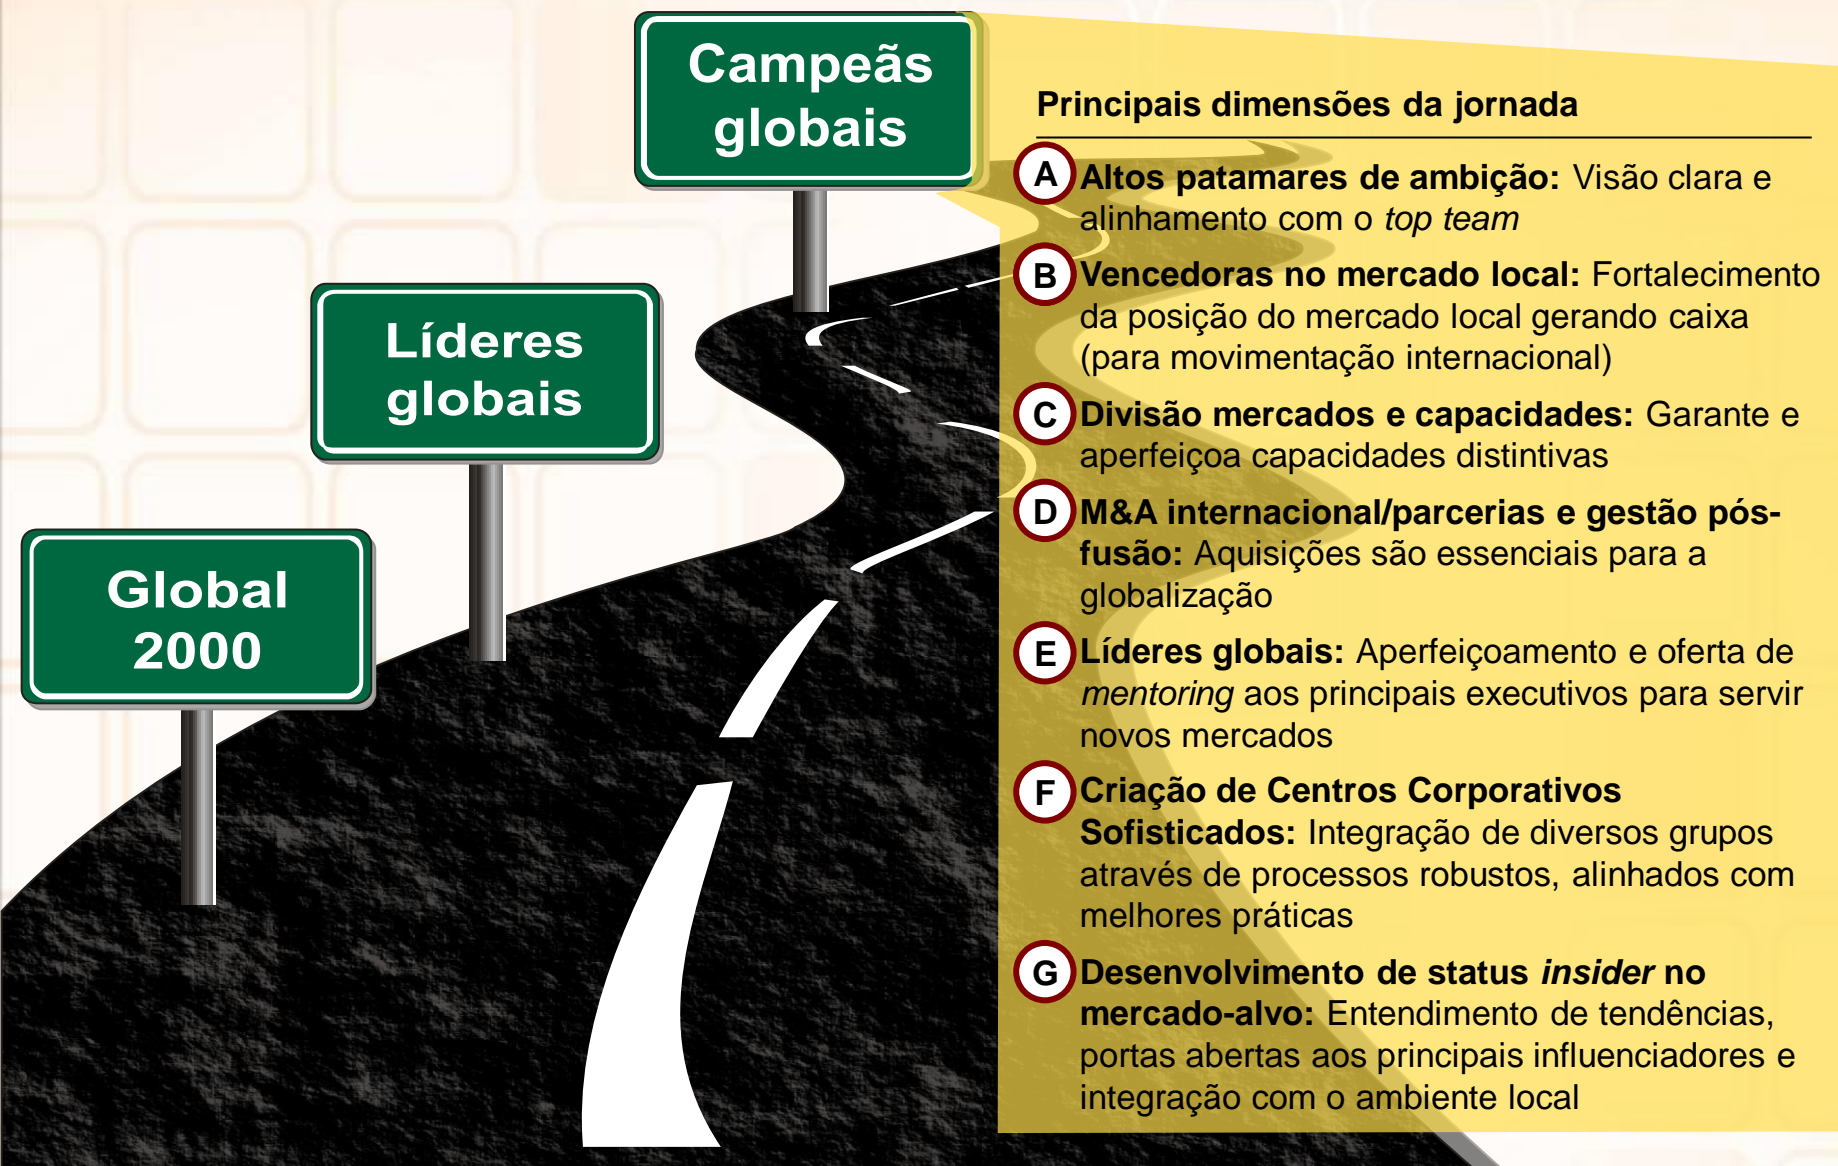 Campeãs
globais
Líderes
globais
Global
2000
Principais dimensões da jornada
A Altos patamares de ambição: Visão clara e
alinhamento com o top team
B Vencedoras no mercado local: Fortalecimento
da posição do mercado local gerando caixa
(para movimentação internacional)
C Divisão mercados e capacidades: Garante e
aperfeiçoa capacidades distintivas
D M&A internacional/parcerias e gestão pós-
fusão: Aquisições são essenciais para a
globalização
E Líderes globais: Aperfeiçoamento e oferta de
mentoring aos principais executivos para servir
novos mercados
F Criação de Centros Corporativos
Sofisticados: Integração de diversos grupos
através de processos robustos, alinhados com
melhores práticas
G Desenvolvimento de status insider no
mercado-alvo: Entendimento de tendências,
portas abertas aos principais influenciadores e
integração com o ambiente local